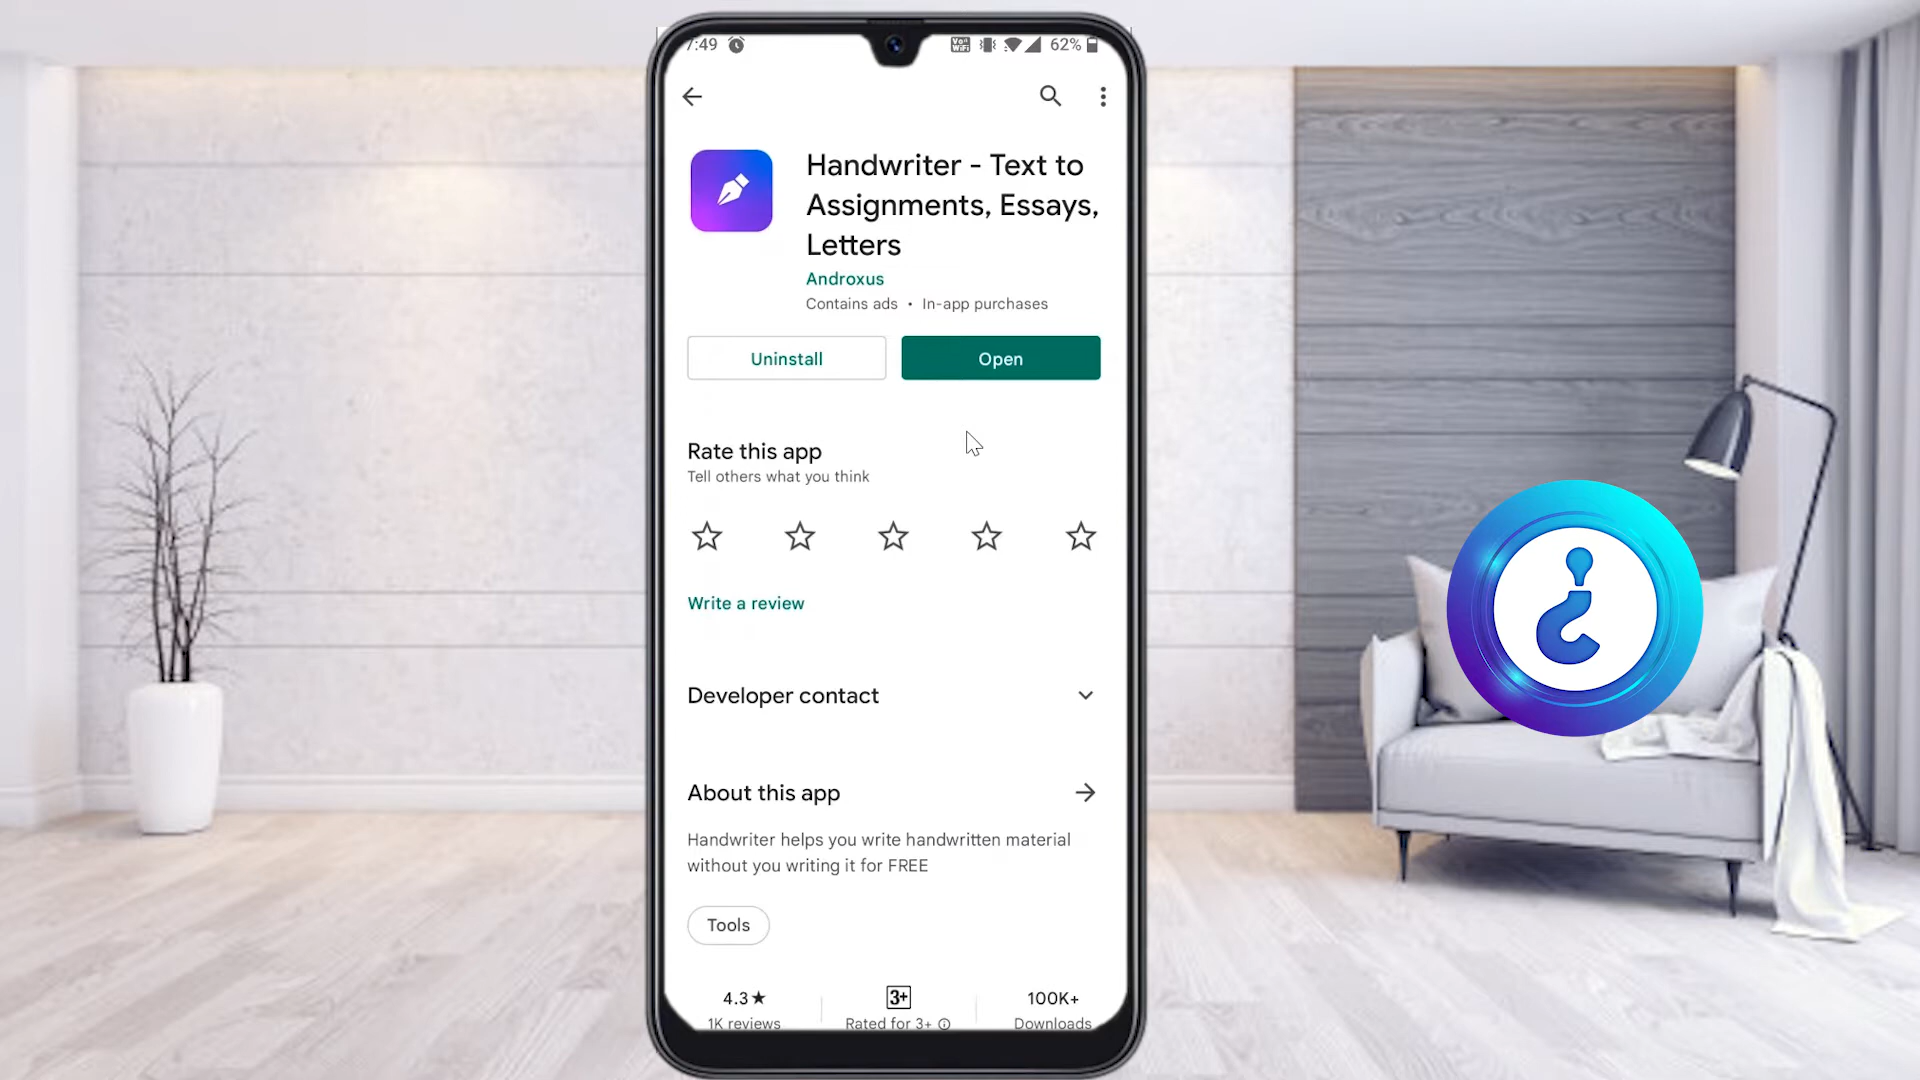 7:49
Vo WiFi
62%
Handwriter - Text to
Assignments, Essays,
Letters
Androxus
Contains ads • In-app purchases
Uninstall
Open
Rate this app
Tell others what you think
Write a review
Developer contact
About this app
Handwriter helps you write handwritten material
without you writing it for FREE
Tools
4.3★
1K reviews
3+
Rated for 3+
100K+
Downloads